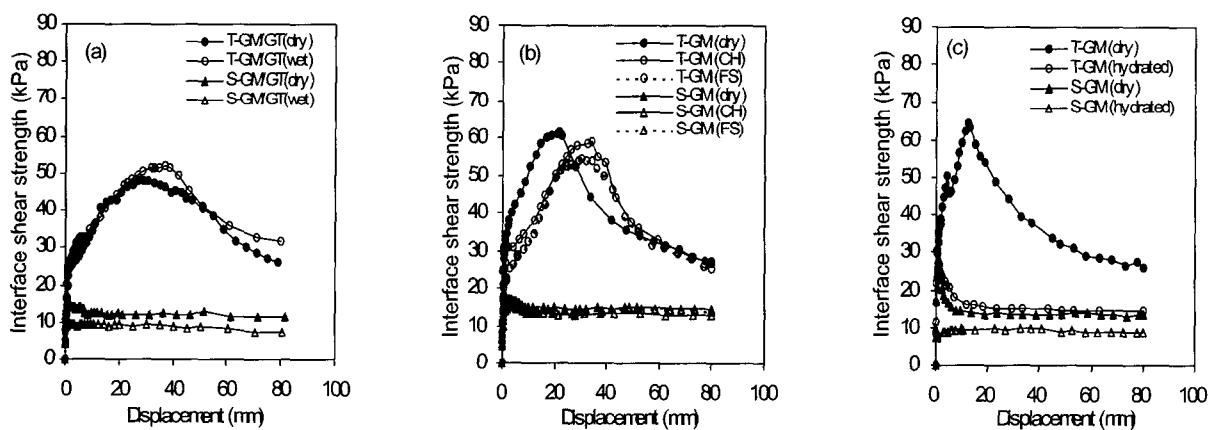 (a)
T-GM/GT(dry)
T-GM/GT(wet)
S-GM/GT(dry)
S-GM/GT(wet)
Interface shear strength (kPa)
90
80
70
60
50
40
30
20
10
0
0 20 40 60 80 100
Displacement (mm)
(b)
T-GM(dry)
T-GM(CH)
T-GM(FS)
S-GM(dry)
S-GM(CH)
S-GM(FS)
Interface shear strength (kPa)
90
80
70
60
50
40
30
20
10
0
0 20 40 60 80 100
Displacement (mm)
(c)
T-GM(dry)
T-GM(hydrated)
S-GM(dry)
S-GM(hydrated)
Interface shear strength (kPa)
90
80
70
60
50
40
30
20
10
0
0 20 40 60 80 100
Displacement (mm)